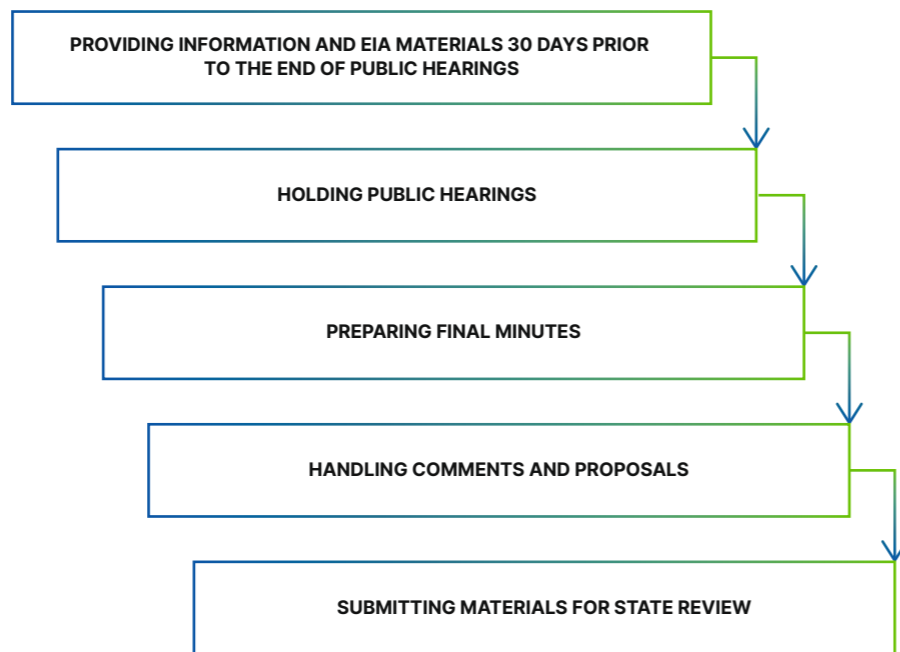 PROVIDING INFORMATION AND EIA MATERIALS 30 DAYS PRIOR
TO THE END OF PUBLIC HEARINGS
HOLDING PUBLIC HEARINGS
PREPARING FINAL MINUTES
HANDLING COMMENTS AND PROPOSALS
SUBMITTING MATERIALS FOR STATE REVIEW